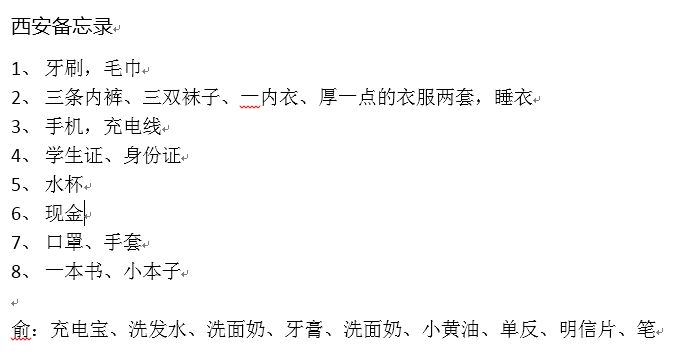 西安备忘录
1、 牙刷，毛巾
2、 三条内裤、三双袜子、一内衣、厚一点的衣服两套，睡衣
3、 手机，充电线
4、 学生证、身份证
5、 水杯
6、 现金
7、 口罩、手套
8、 一本书、小本子
俞：充电宝、洗发水、洗面奶、牙膏、洗面奶、小黄油、单反、明信片、笔